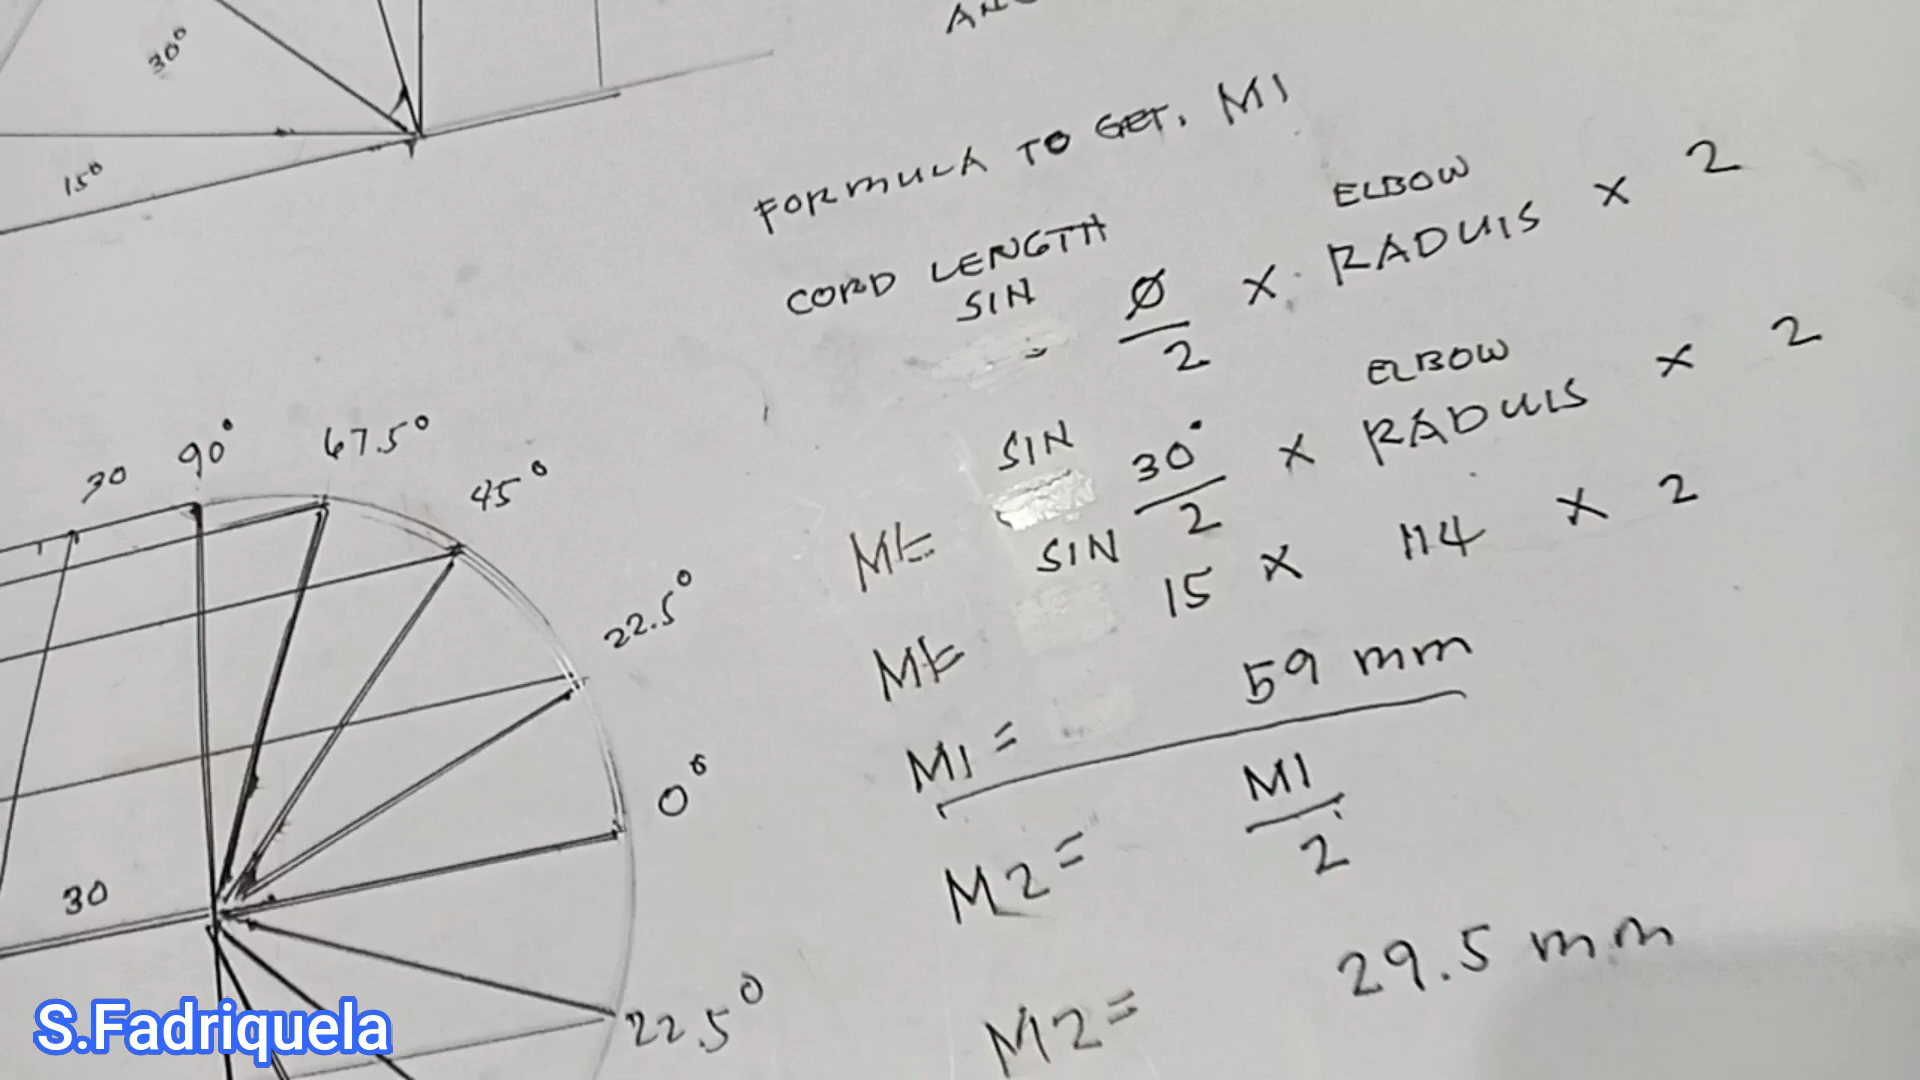 30°
15°
FORMULA TO GET. M1
CORD LENGTH
SIN Ø/2 X ELBOW RADUIS X 2
M1= SIN 30°/2 X ELBOW RADUIS X 2
M1= SIN 15 X 114 X 2
M1= 59 mm
M2= M1/2
M2= 29.5 mm
30
90°
67.5°
45°
22.5°
0°
30
22.5°
S.Fadriquela